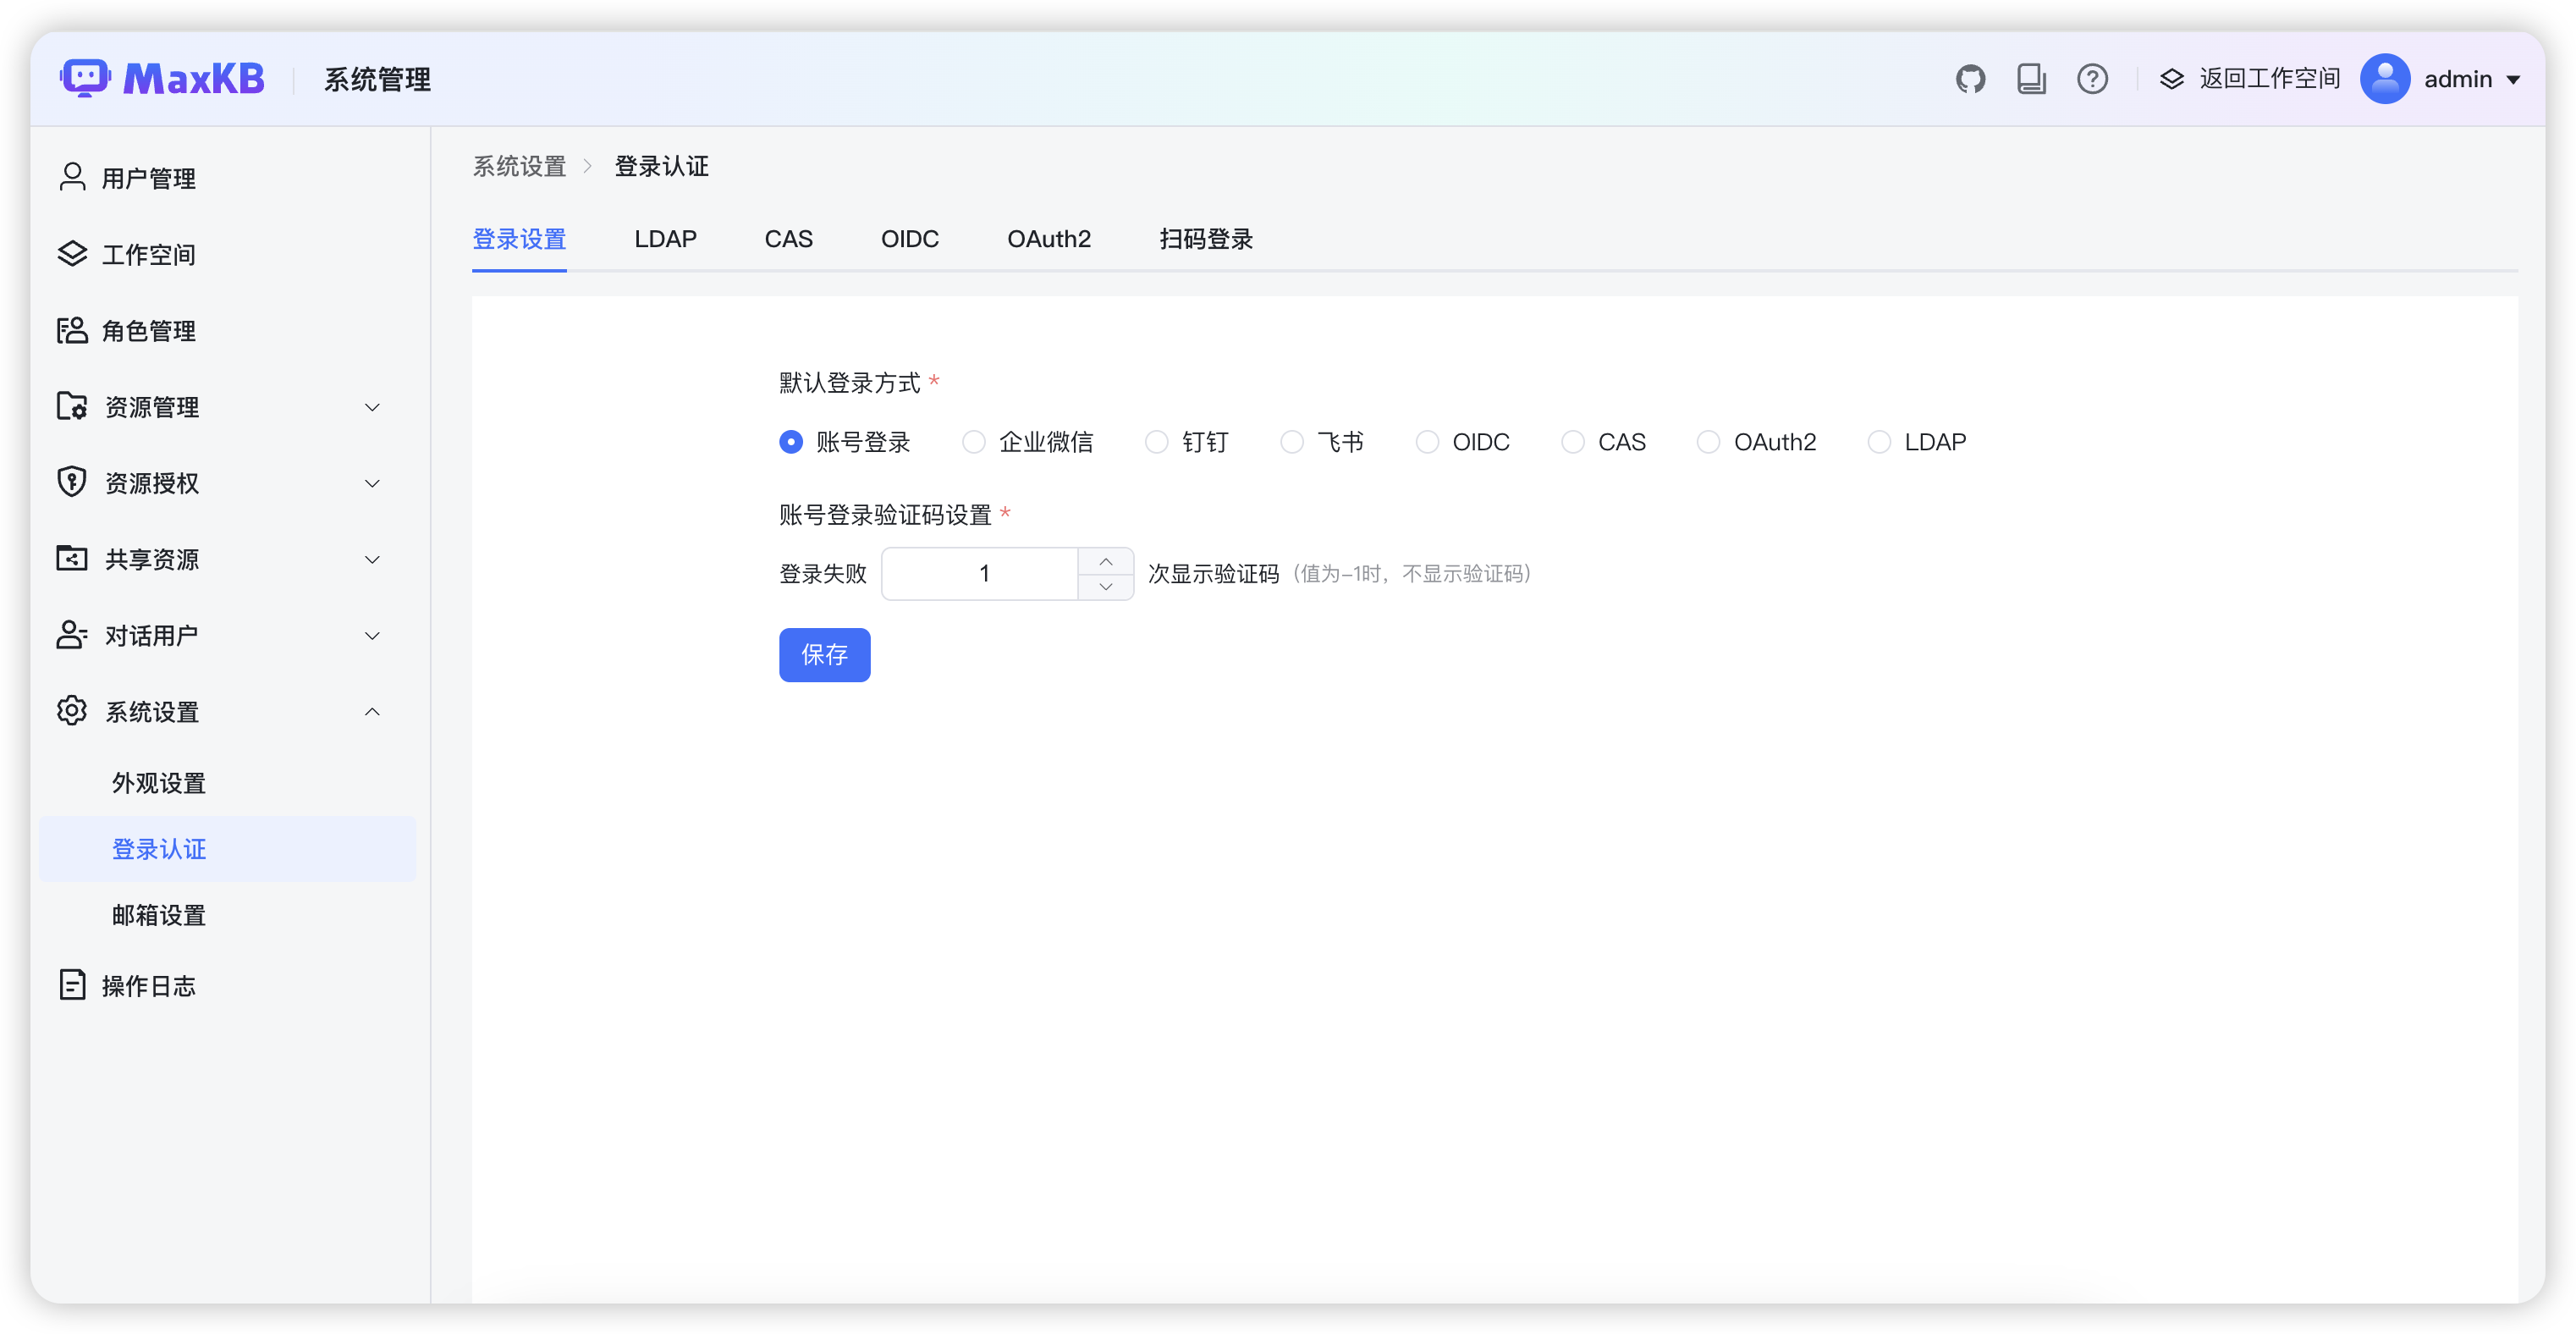 MaxKB 系统管理 返回工作空间 admin
用户管理
工作空间
角色管理
资源管理
资源授权
共享资源
对话用户
系统设置
外观设置
登录认证
邮箱设置
操作日志
系统设置 > 登录认证
登录设置 LDAP CAS OIDC OAuth2 扫码登录
默认登录方式 *
账号登录 企业微信 钉钉 飞书 OIDC CAS OAuth2 LDAP
账号登录验证码设置 *
登录失败 1 次显示验证码（值为-1时，不显示验证码）
保存